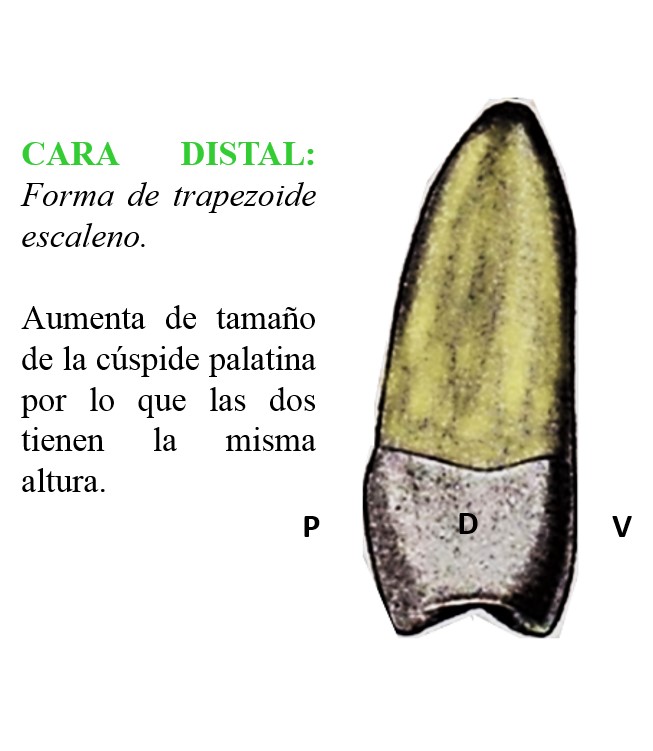 CARA DISTAL:
Forma de trapezoide
escaleno.
Aumenta de tamaño
de la cúspide palatina
por lo que las dos
tienen la misma
altura.
P D V